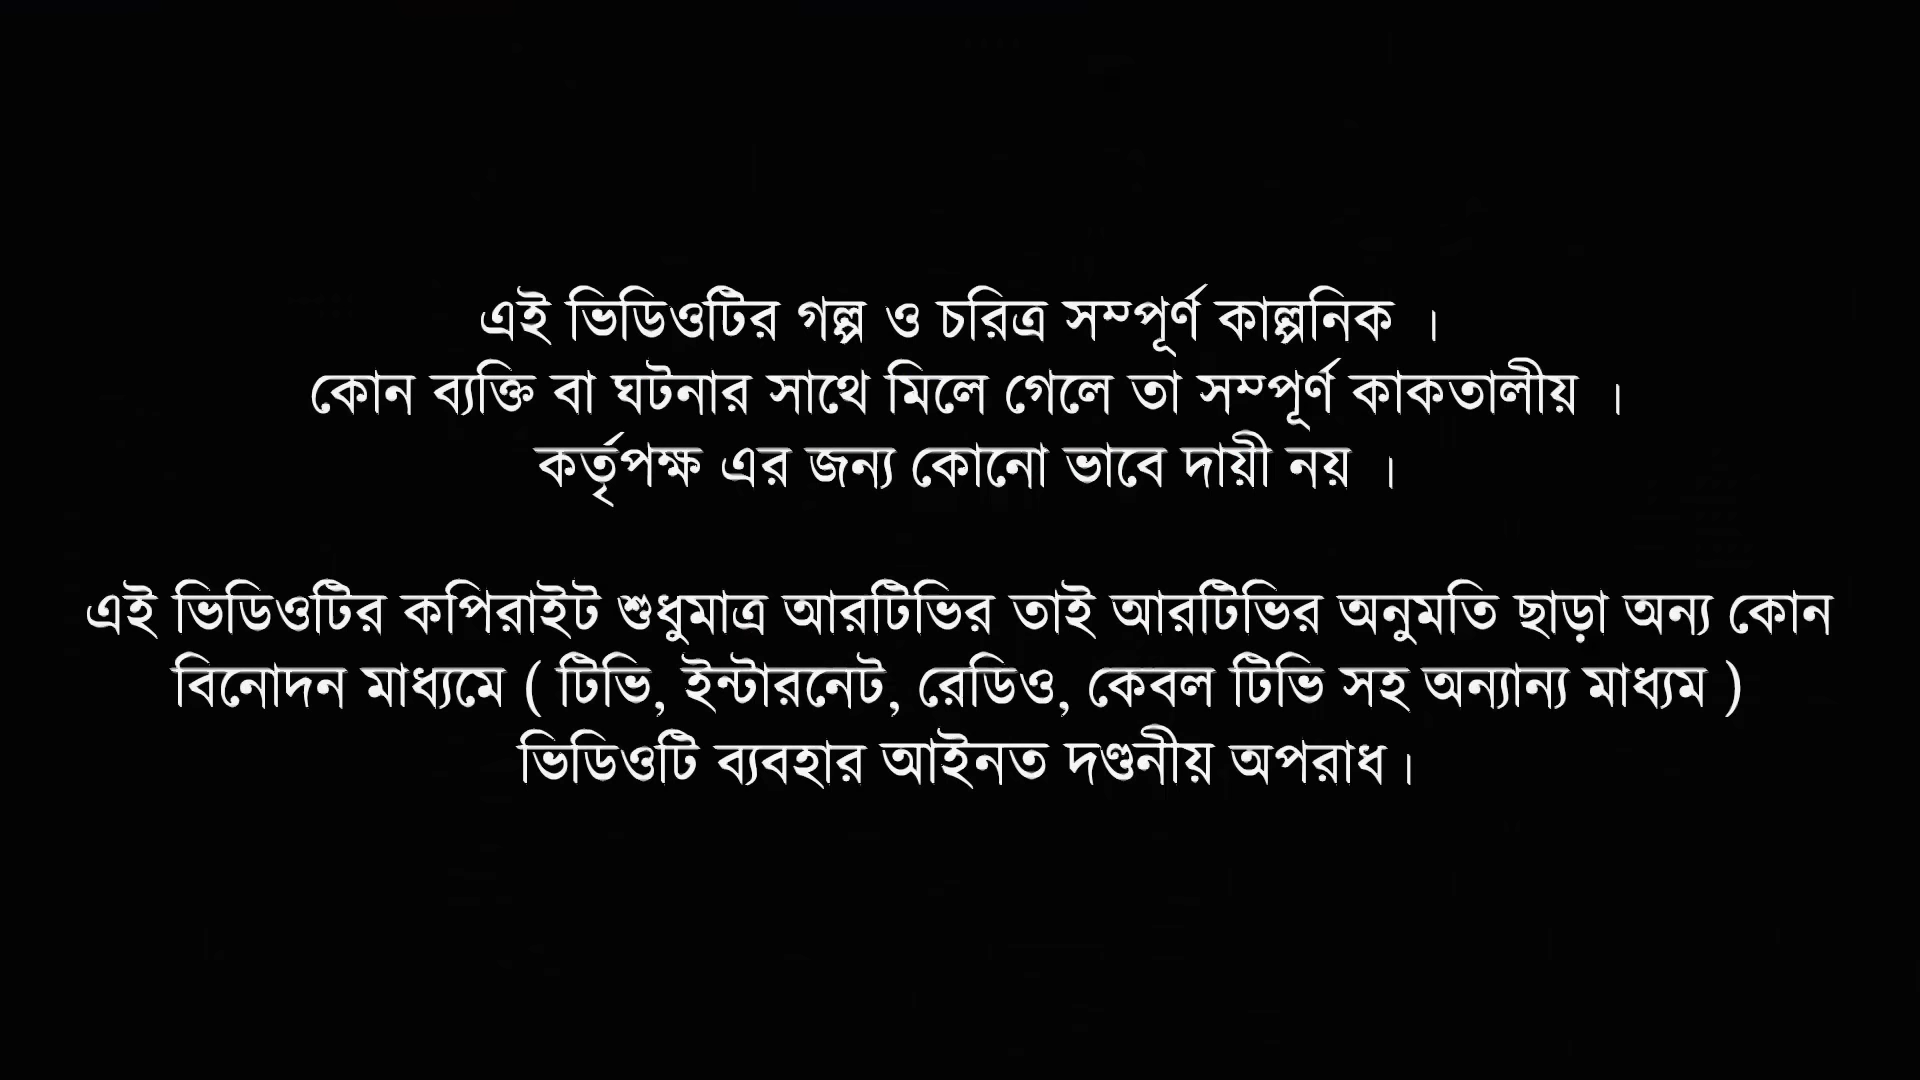 এই ভিডিওটির গল্প ও চরিত্র সম্পূর্ণ কাল্পনিক ।
কোন ব্যক্তি বা ঘটনার সাথে মিলে গেলে তা সম্পূর্ণ কাকতালীয় ।
কর্তৃপক্ষ এর জন্য কোনো ভাবে দায়ী নয় ।
এই ভিডিওটির কপিরাইট শুধুমাত্র আরটিভির তাই আরটিভির অনুমতি ছাড়া অন্য কোন
বিনোদন মাধ্যমে ( টিভি, ইন্টারনেট, রেডিও, কেবল টিভি সহ অন্যান্য মাধ্যম )
ভিডিওটি ব্যবহার আইনত দণ্ডনীয় অপরাধ।